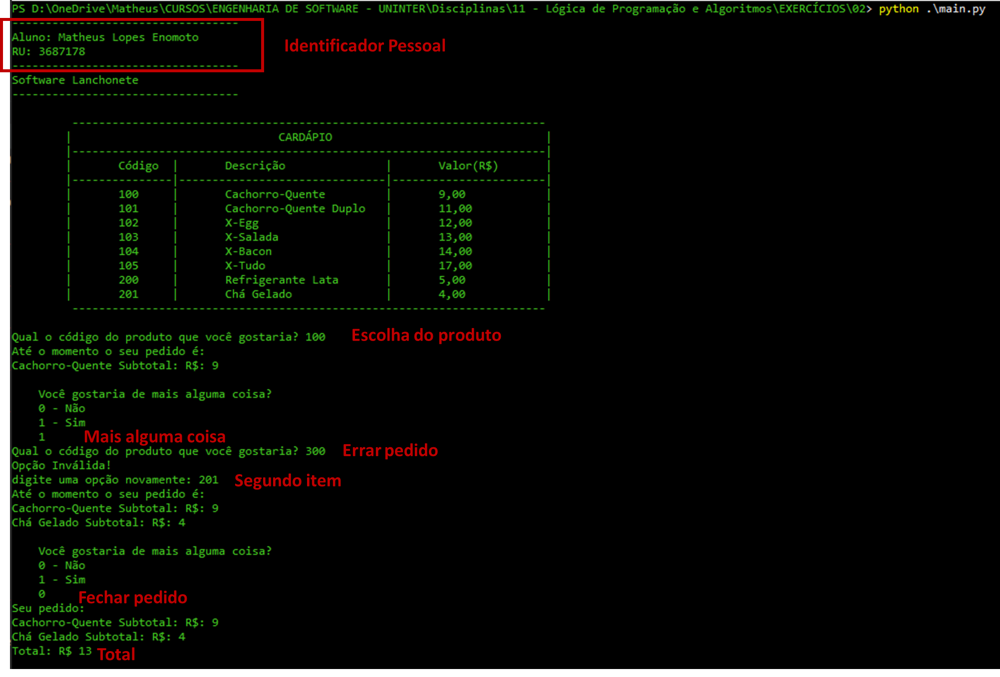 PS D:\OneDrive\Matheus\CURSOS\ENGENHARIA DE SOFTWARE - UNINTER\Disciplinas\11 - Lógica de Programação e Algoritmos\EXERCÍCIOS\02> python .\main.py
----------------------------------
Aluno: Matheus Lopes Enomoto
RU: 3687178
Identificador Pessoal
----------------------------------
Software Lanchonete
----------------------------------
-----------------------------------------------------------------------
| CARDÁPIO |
|-----------------------------------------------------------------------|
| Código | Descrição | Valor(R$) |
|---------------|-------------------------------|-----------------------|
| 100 | Cachorro-Quente | 9,00 |
| 101 | Cachorro-Quente Duplo | 11,00 |
| 102 | X-Egg | 12,00 |
| 103 | X-Salada | 13,00 |
| 104 | X-Bacon | 14,00 |
| 105 | X-Tudo | 17,00 |
| 200 | Refrigerante Lata | 5,00 |
| 201 | Chá Gelado | 4,00 |
-----------------------------------------------------------------------
Qual o código do produto que você gostaria? 100 Escolha do produto
Até o momento o seu pedido é:
Cachorro-Quente Subtotal: R$: 9
Você gostaria de mais alguma coisa?
0 - Não
1 - Sim
1 Mais alguma coisa
Qual o código do produto que você gostaria? 300 Errar pedido
Opção Inválida!
digite uma opção novamente: 201 Segundo item
Até o momento o seu pedido é:
Cachorro-Quente Subtotal: R$: 9
Chá Gelado Subtotal: R$: 4
Você gostaria de mais alguma coisa?
0 - Não
1 - Sim
0 Fechar pedido
Seu pedido:
Cachorro-Quente Subtotal: R$: 9
Chá Gelado Subtotal: R$: 4
Total: R$ 13 Total